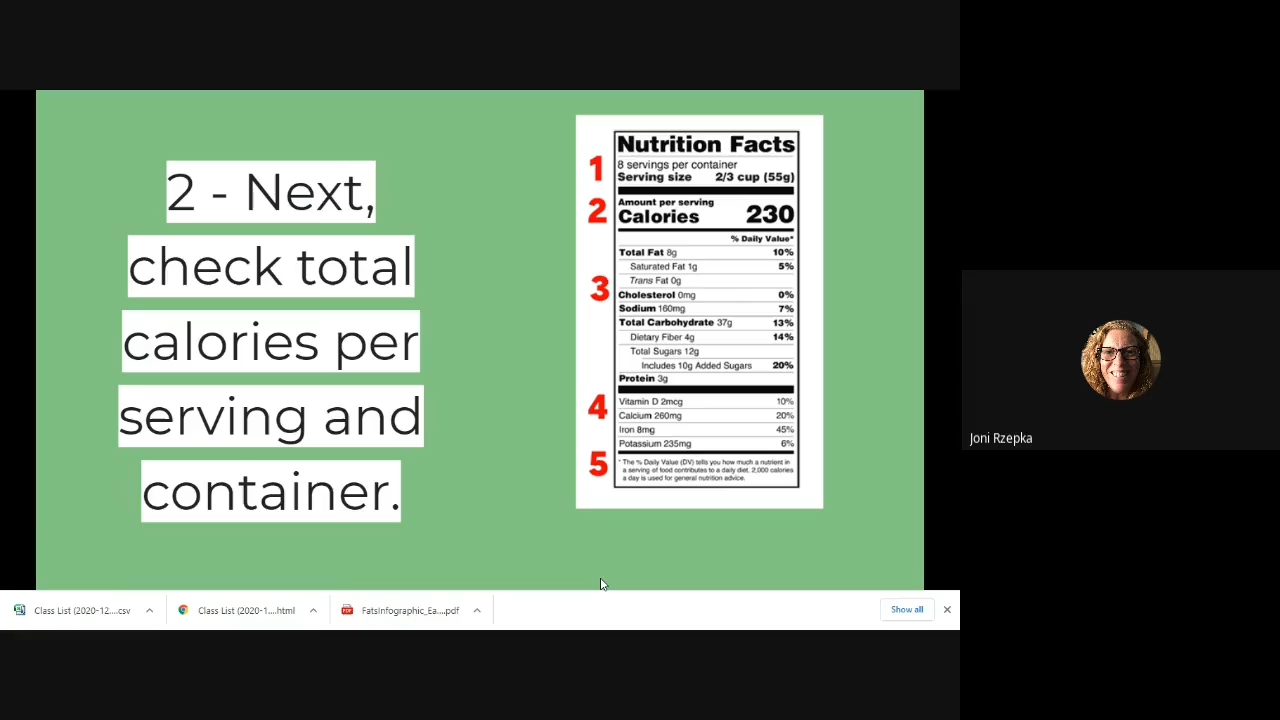 2 - Next,
check total
calories per
serving and
container.
Nutrition Facts
1
8 servings per container
Serving size 2/3 cup (55g)
2
Amount per serving
Calories 230
% Daily Value*
Total Fat 8g 10%
Saturated Fat 1g 5%
Trans Fat 0g
3
Cholesterol 0mg 0%
Sodium 160mg 7%
Total Carbohydrate 37g 13%
Dietary Fiber 4g 14%
Total Sugars 12g
Includes 10g Added Sugars 20%
Protein 3g
4
Vitamin D 2mcg 10%
Calcium 260mg 20%
Iron 8mg 45%
Potassium 235mg 6%
5
* The % Daily Value (DV) tells you how much a nutrient in
a serving of food contributes to a daily diet. 2,000 calories
a day is used for general nutrition advice.
Joni Rzepka
Class List (2020-12....csv
Class List (2020-1....html
FatsInfographic_Ea....pdf
Show all